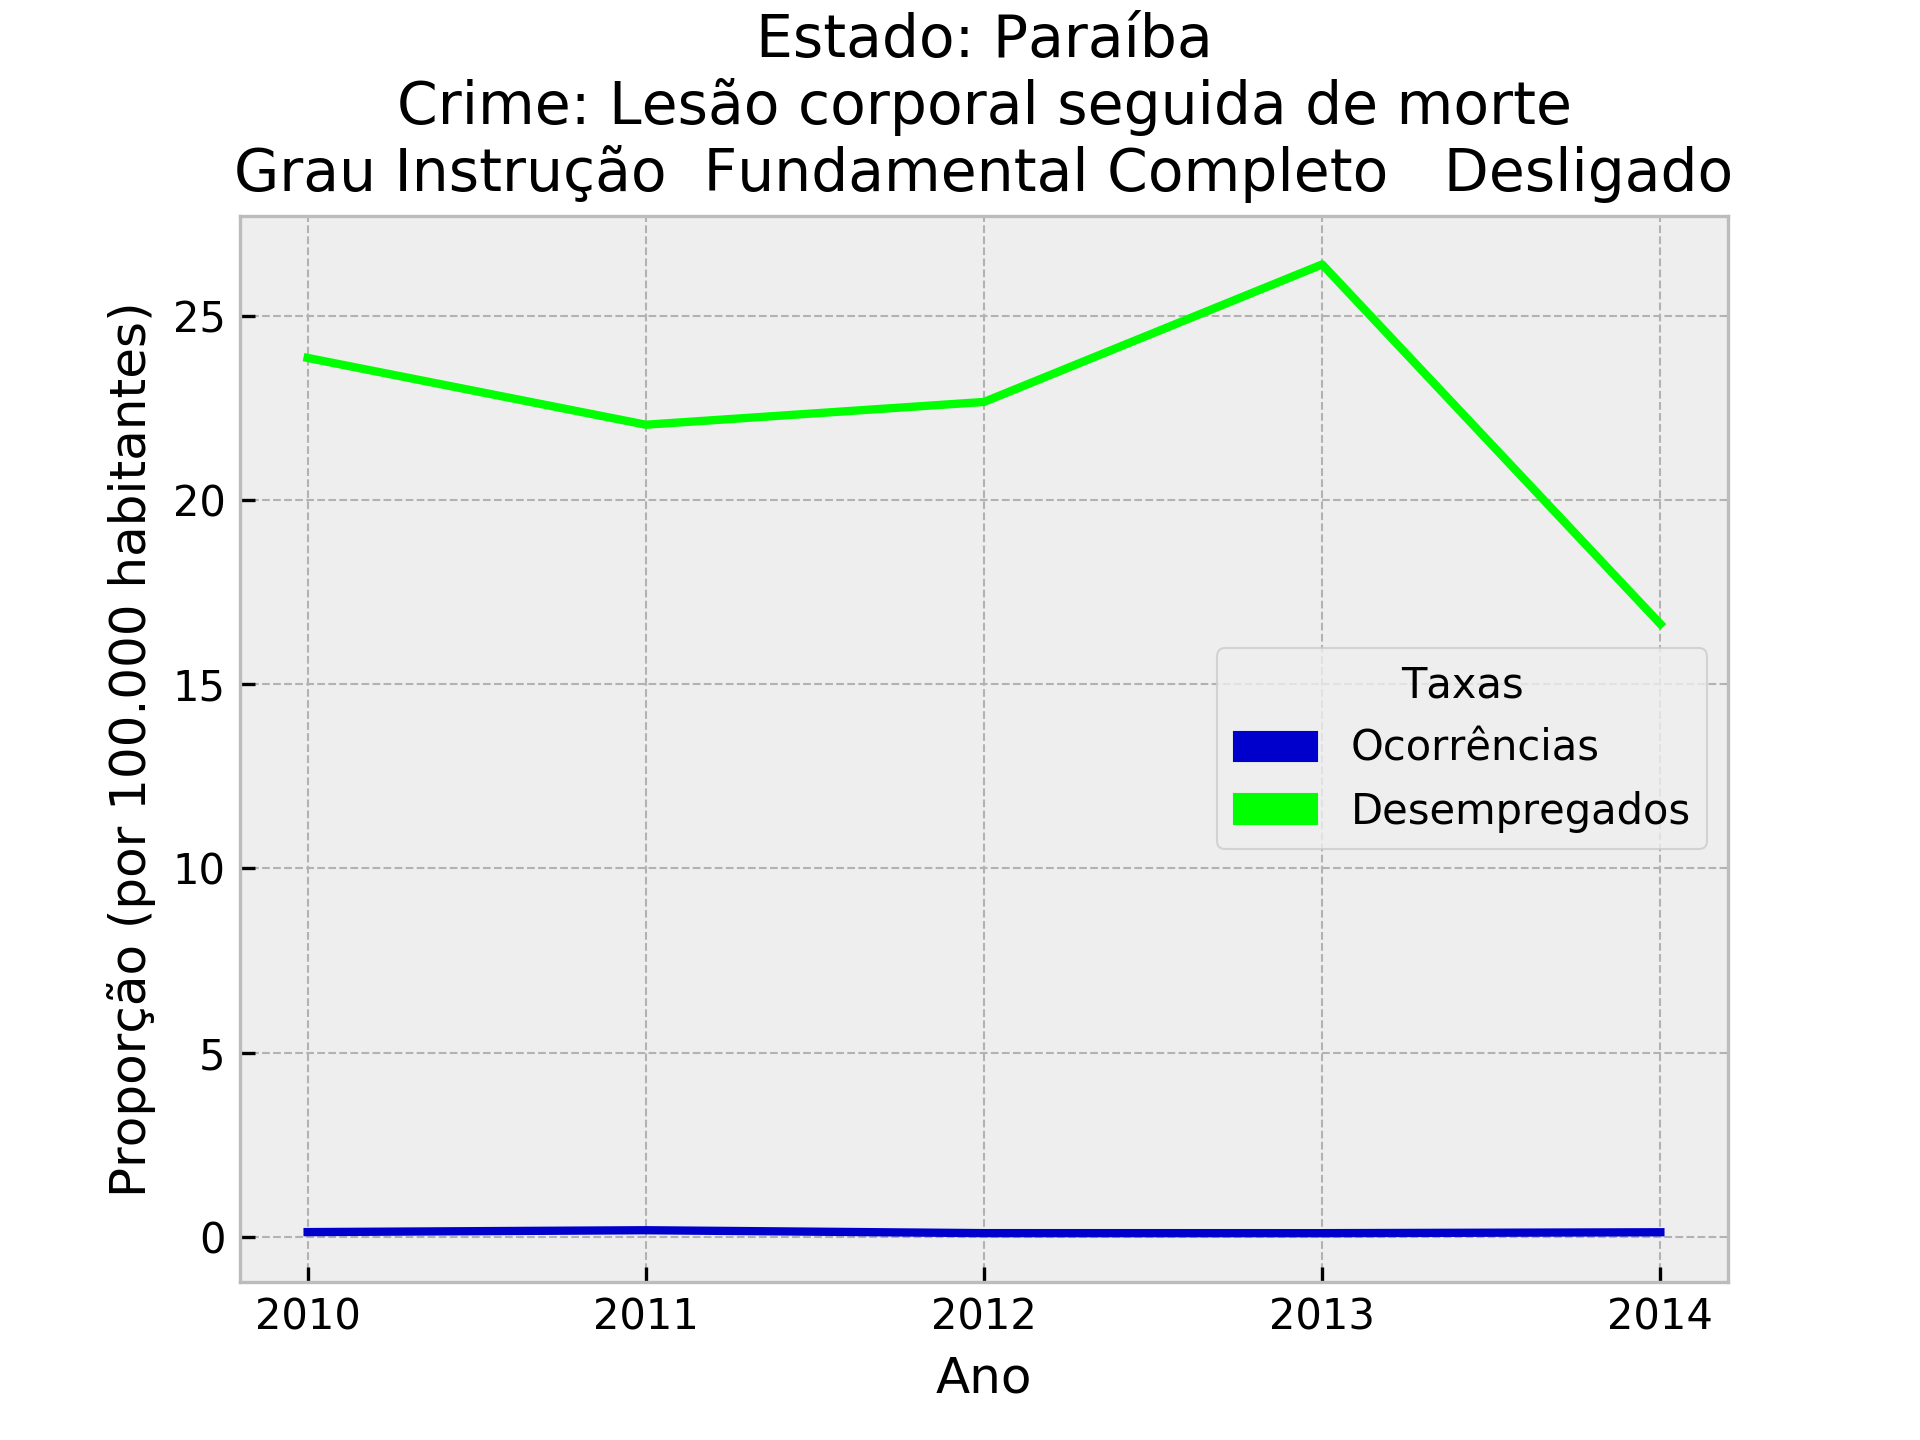 Estado: Paraíba
Crime: Lesão corporal seguida de morte
Grau Instrução  Fundamental Completo   Desligado
Proporção (por 100.000 habitantes)
25
20
15
10
5
0
Taxas
Ocorrências
Desempregados
2010 2011 2012 2013 2014
Ano